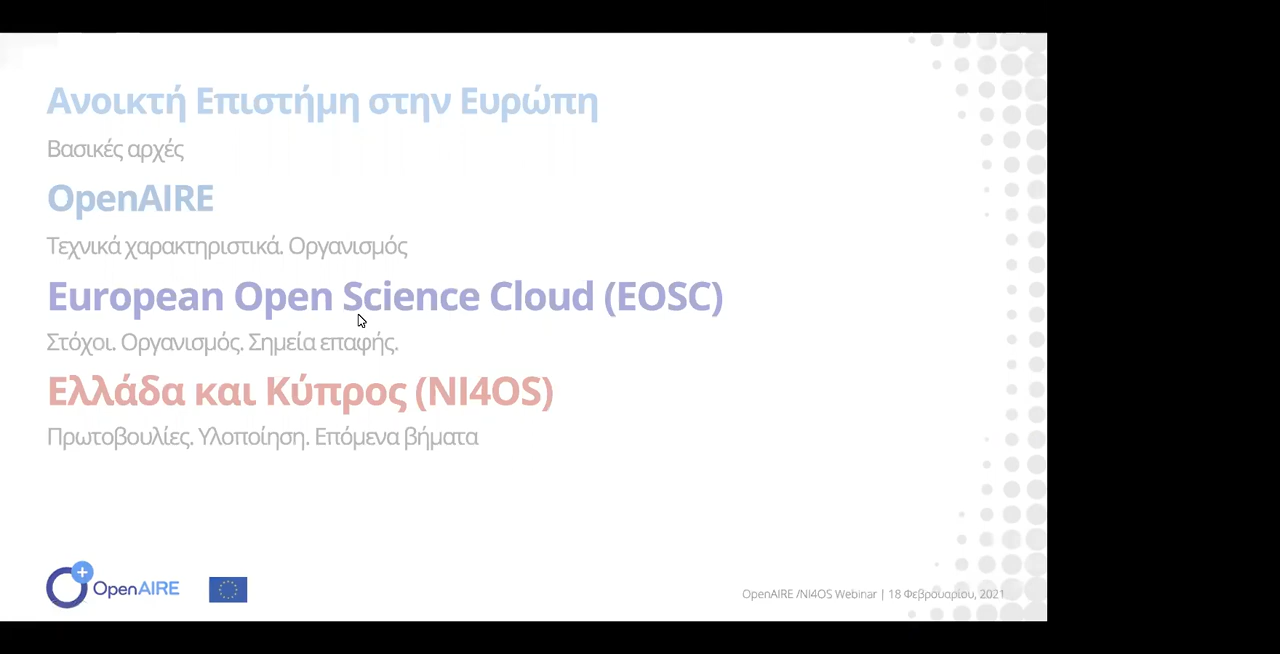 Ανοικτή Επιστήμη στην Ευρώπη
Βασικές αρχές
OpenAIRE
Τεχνικά χαρακτηριστικά. Οργανισμός
European Open Science Cloud (EOSC)
Στόχοι. Οργανισμός. Σημεία επαφής.
Ελλάδα και Κύπρος (NI4OS)
Πρωτοβουλίες. Υλοποίηση. Επόμενα βήματα
OpenAIRE
OpenAIRE /NI4OS Webinar | 18 Φεβρουαρίου, 2021